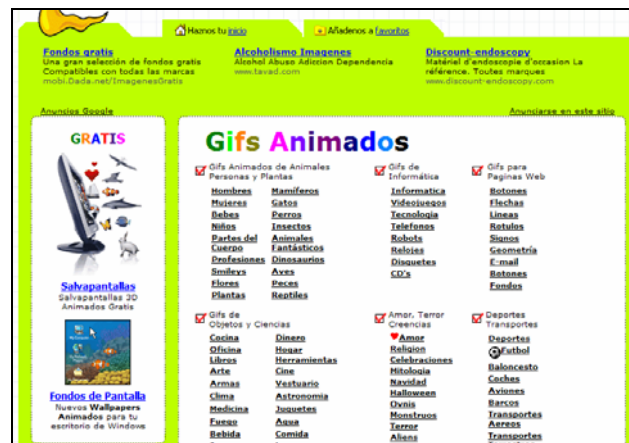 Haznos tu inicio
Añadenos a favoritos
Fondos gratis
Una gran selección de fondos gratis
Compatibles con todas las marcas
mobi.Dada.net/ImagenesGratis
Alcoholismo Imagenes
Alcohol Abuso Adiccion Dependencia
www.tavad.com
Discount-endoscopy
Matériel d'endoscopie d'occasion La
référence. Toutes marques
www.discount-endoscopy.com
Anuncios Google
Anunciarse en este sitio
GRATIS
Salvapantallas
Salvapantallas 3D
Animados Gratis
Fondos de Pantalla
Nuevos Wallpapers
Animados para tu
escritorio de Windows
Gifs Animados
Gifs Animados de Animales
Personas y Plantas
Hombres
Mujeres
Bebes
Niños
Partes del
Cuerpo
Profesiones
Smileys
Flores
Plantas
Mamíferos
Gatos
Perros
Insectos
Animales
Fantásticos
Dinosaurios
Aves
Peces
Reptiles
Gifs de
Informática
Informatica
Videojuegos
Tecnologia
Telefonos
Robots
Relojes
Disquetes
CD's
Gifs para
Paginas Web
Botones
Flechas
Lineas
Rotulos
Signos
Geometría
E-mail
Botones
Fondos
Gifs de
Objetos y Ciencias
Cocina
Oficina
Libros
Arte
Armas
Clima
Medicina
Fuego
Bebida
Dinero
Hogar
Herramientas
Cine
Vestuario
Astronomia
Juguetes
Agua
Comida
Amor, Terror
Creencias
Amor
Religion
Celebraciones
Mitologia
Navidad
Halloween
Ovnis
Monstruos
Terror
Aliens
Deportes
Transportes
Deportes
Futbol
Baloncesto
Coches
Aviones
Barcos
Transportes
Aereos
Transportes